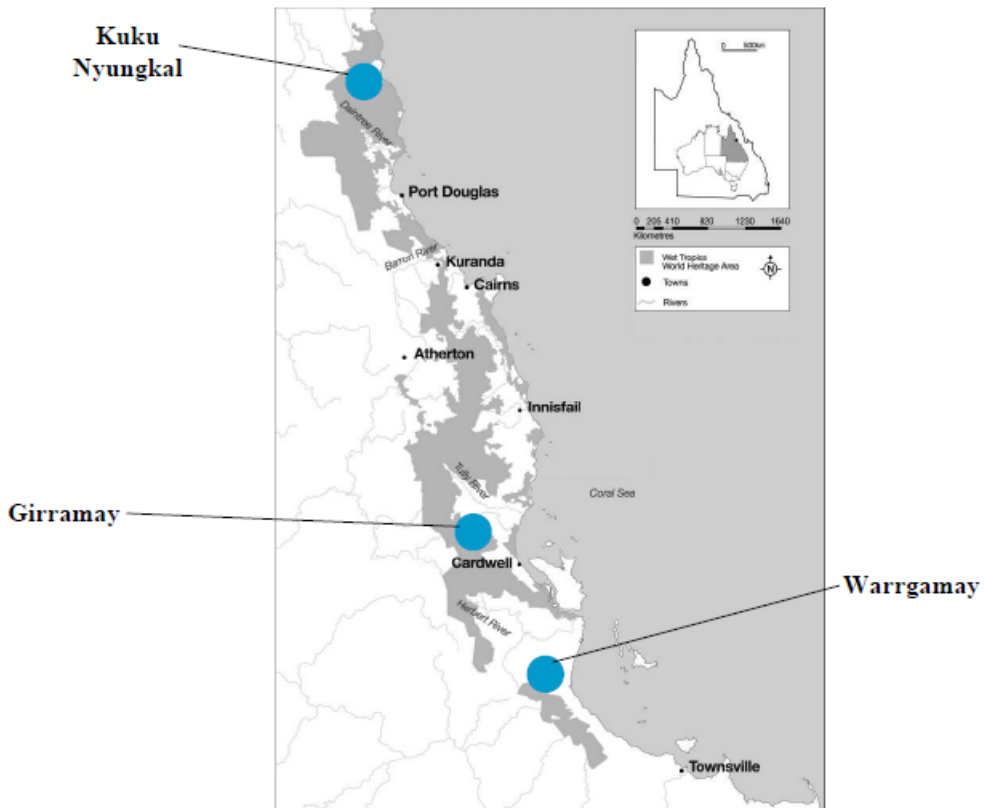 Kuku
Nyungkal
Daintree River
Port Douglas
Barron River
Kuranda
Cairns
Atherton
Innisfail
Tully River
Coral Sea
Girramay
Cardwell
Warrgamay
Herbert River
Townsville
0 500km
0 205 410 820 1230 1640
Kilometres
Wet Tropics
World Heritage Area
N
Towns
Rivers